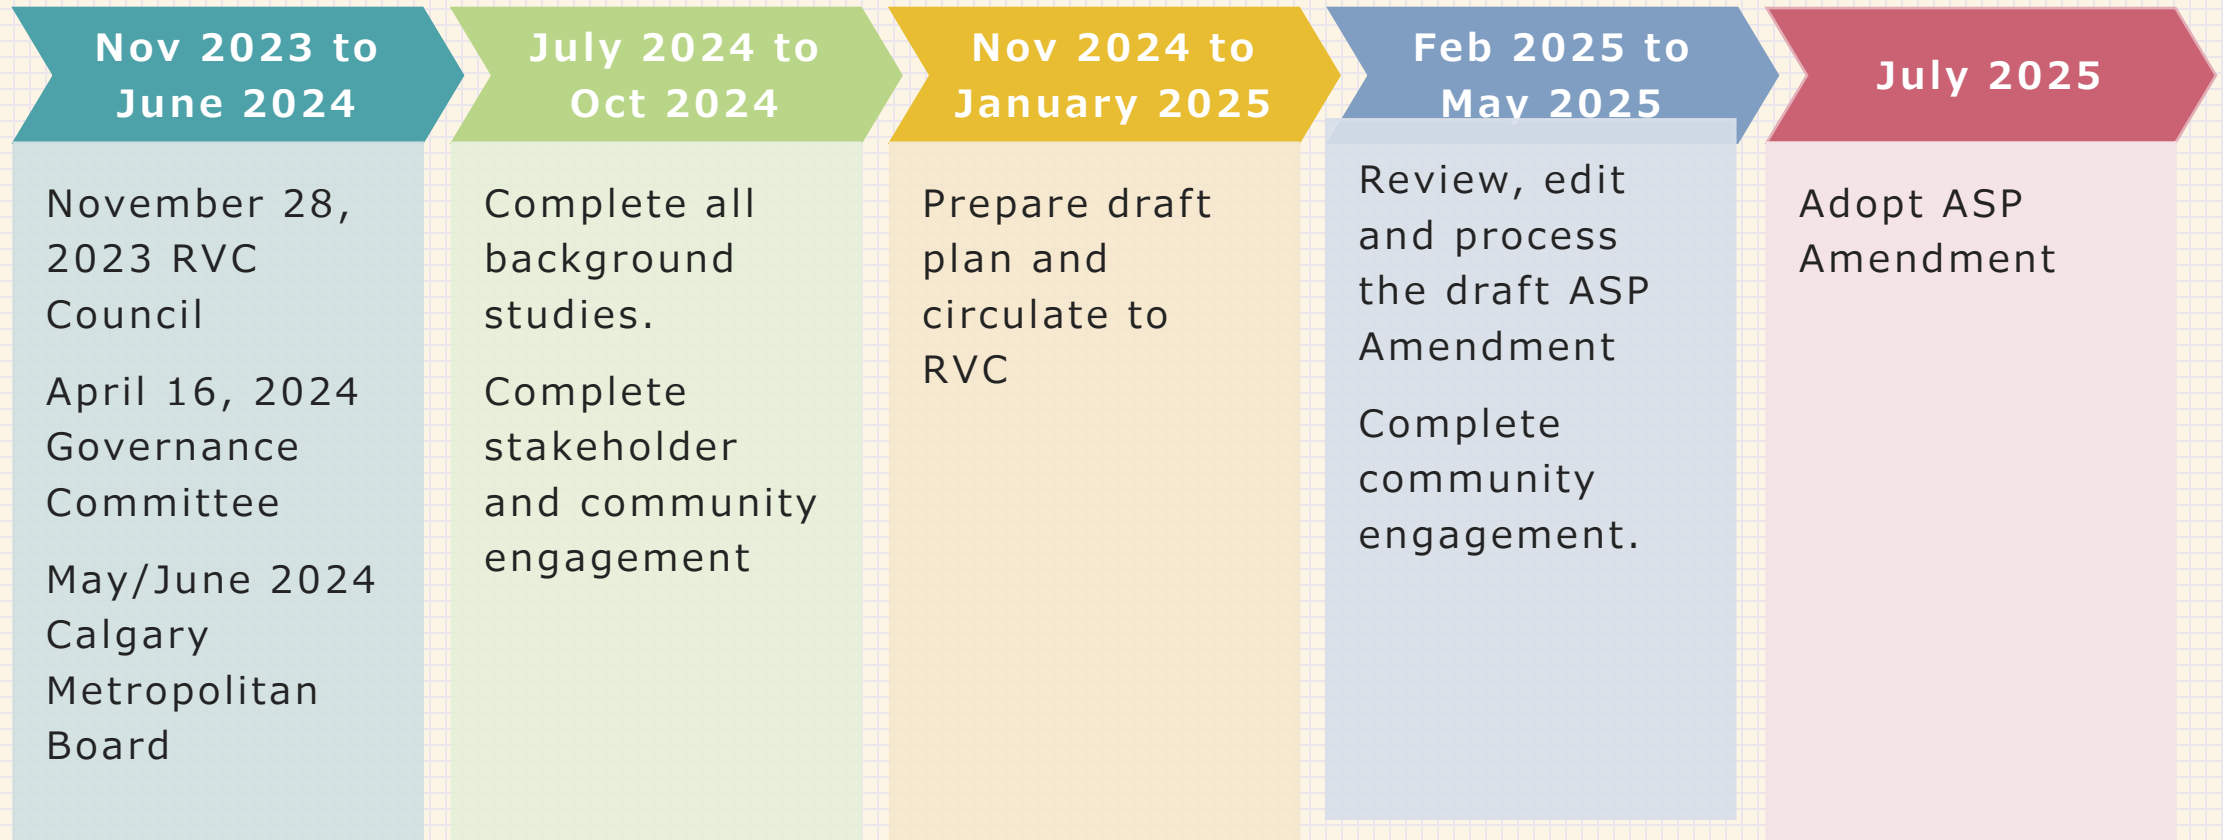 Nov 2023 to
June 2024
November 28,
2023 RVC
Council
April 16, 2024
Governance
Committee
May/June 2024
Calgary
Metropolitan
Board
July 2024 to
Oct 2024
Complete all
background
studies.
Complete
stakeholder
and community
engagement
Nov 2024 to
January 2025
Prepare draft
plan and
circulate to
RVC
Feb 2025 to
May 2025
Review, edit
and process
the draft ASP
Amendment
Complete
community
engagement.
July 2025
Adopt ASP
Amendment